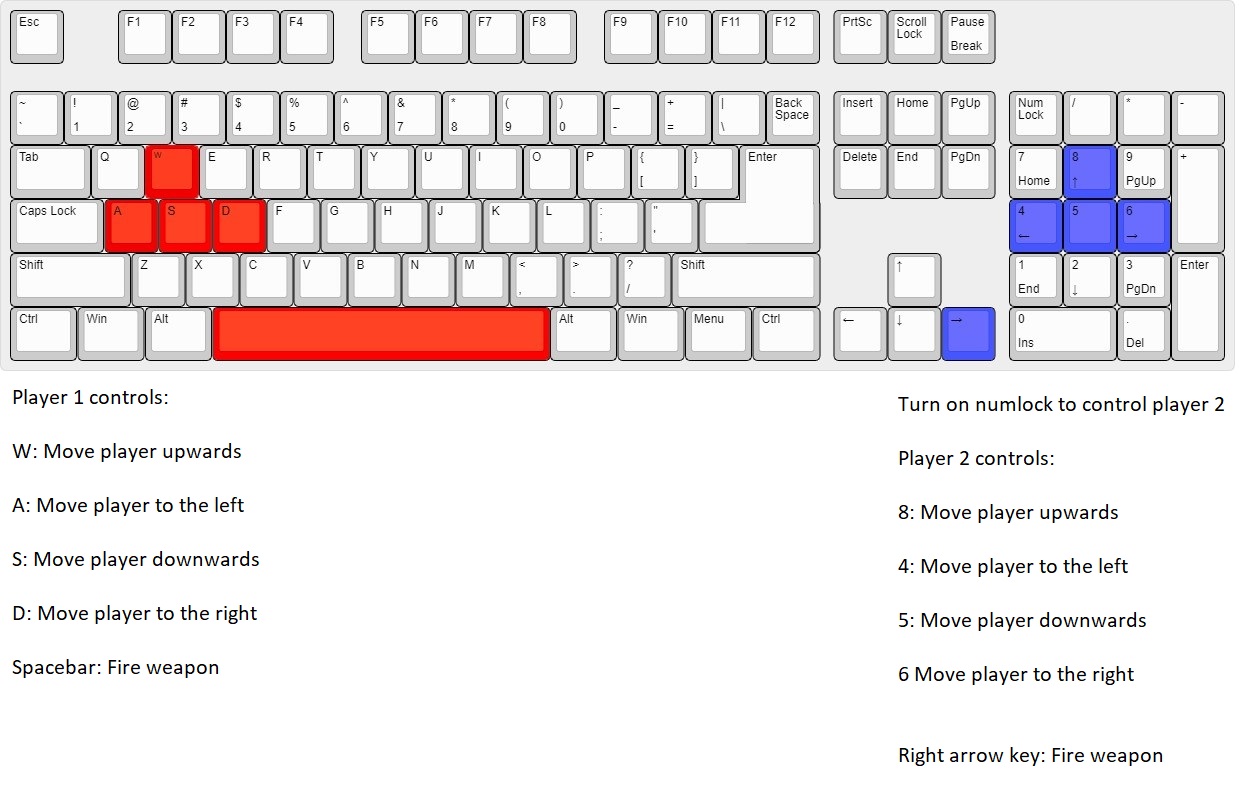 Esc F1 F2 F3 F4 F5 F6 F7 F8 F9 F10 F11 F12 PrtSc Scroll Lock Pause Break
~ ` ! 1 @ 2 # 3 $ 4 % 5 ^ 6 & 7 * 8 ( 9 ) 0 _ - + = | \ Back Space Insert Home PgUp Num Lock / * -
Tab Q W E R T Y U I O P { [ } ] Enter Delete End PgDn 7 Home 8 ↑ 9 PgUp +
Caps Lock A S D F G H J K L : ; " ' 4 ← 5 6 →
Shift Z X C V B N M < , > . ? / Shift ↑ 1 End 2 ↓ 3 PgDn Enter
Ctrl Win Alt Alt Win Menu Ctrl ← ↓ → 0 Ins . Del
Player 1 controls:
W: Move player upwards
A: Move player to the left
S: Move player downwards
D: Move player to the right
Spacebar: Fire weapon
Turn on numlock to control player 2
Player 2 controls:
8: Move player upwards
4: Move player to the left
5: Move player downwards
6 Move player to the right
Right arrow key: Fire weapon